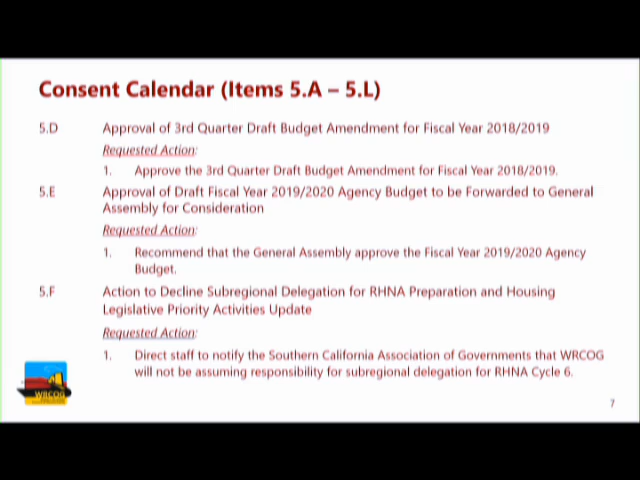 Consent Calendar (Items 5.A – 5.L)
5.D Approval of 3rd Quarter Draft Budget Amendment for Fiscal Year 2018/2019
Requested Action:
1. Approve the 3rd Quarter Draft Budget Amendment for Fiscal Year 2018/2019.
5.E Approval of Draft Fiscal Year 2019/2020 Agency Budget to be Forwarded to General
Assembly for Consideration
Requested Action:
1. Recommend that the General Assembly approve the Fiscal Year 2019/2020 Agency
Budget.
5.F Action to Decline Subregional Delegation for RHNA Preparation and Housing
Legislative Priority Activities Update
Requested Action:
1. Direct staff to notify the Southern California Association of Governments that WRCOG
will not be assuming responsibility for subregional delegation for RHNA Cycle 6.
WRCOG
7